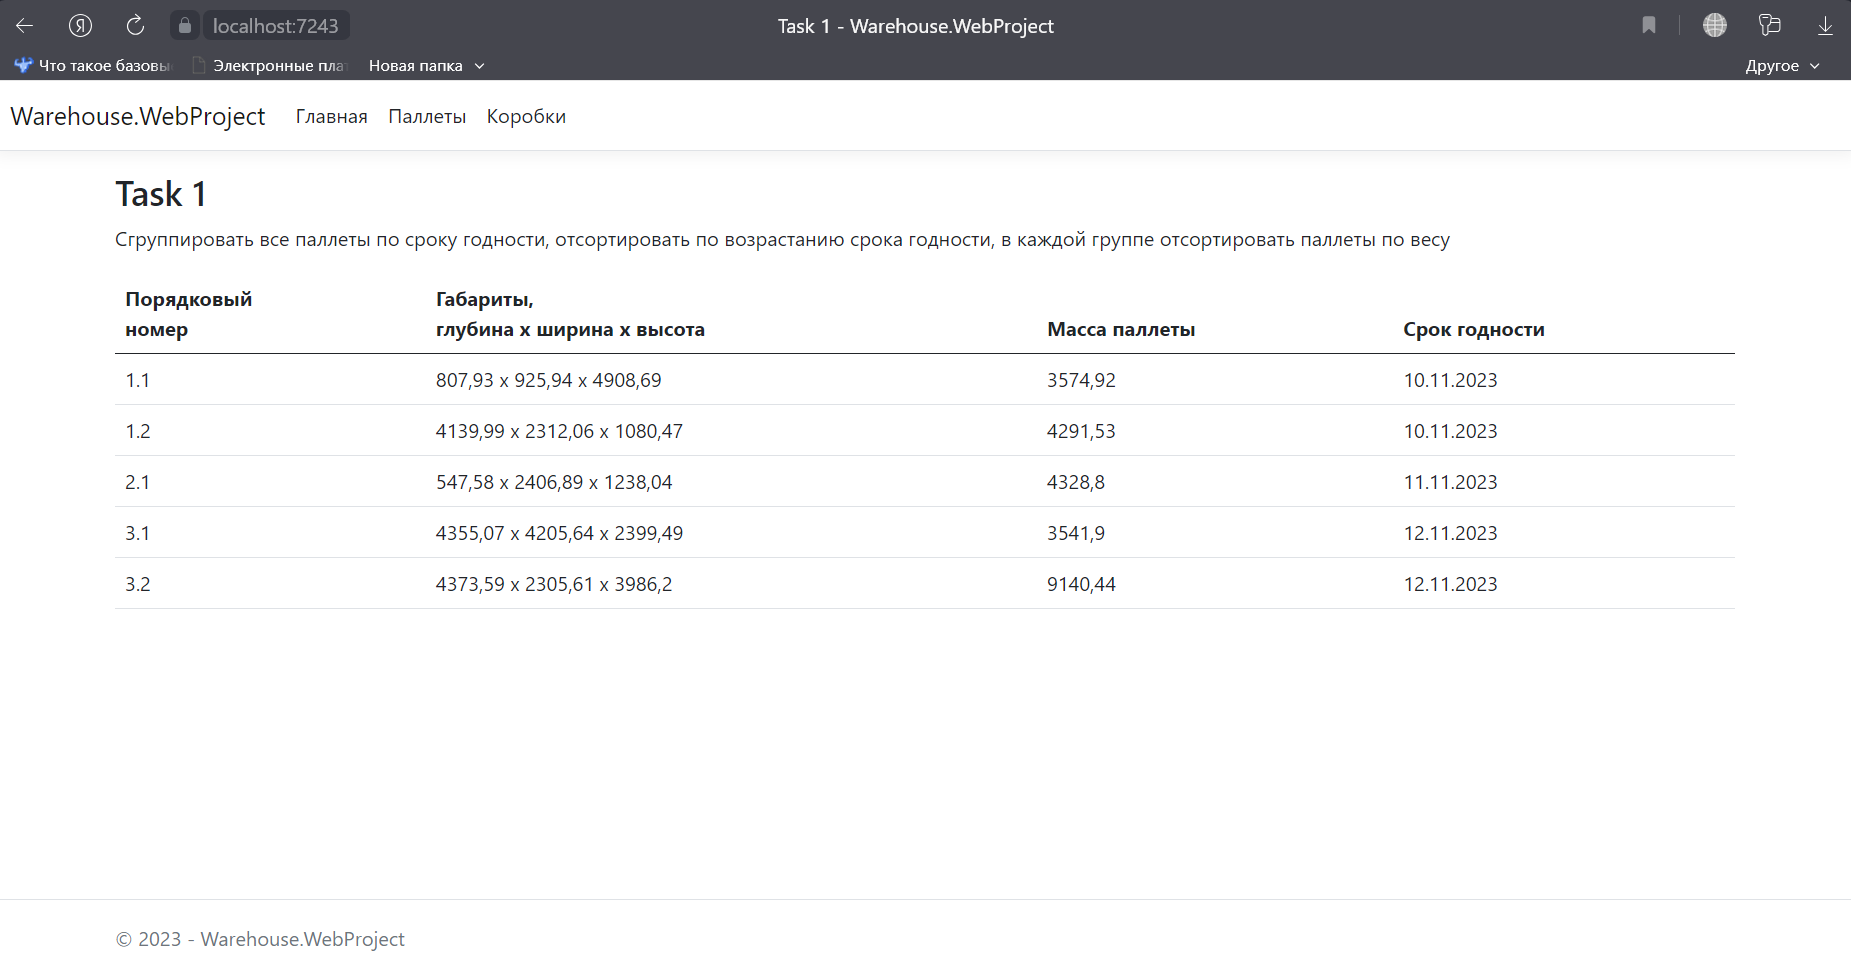 localhost:7243
Task 1 - Warehouse.WebProject
Что такое базовы
Электронные плат
Новая папка
Другое
Warehouse.WebProject
Главная
Паллеты
Коробки
Task 1
Сгруппировать все паллеты по сроку годности, отсортировать по возрастанию срока годности, в каждой группе отсортировать паллеты по весу
Порядковый номер
Габариты,
глубина x ширина x высота
Масса паллеты
Срок годности
1.1 807,93 x 925,94 x 4908,69 3574,92 10.11.2023
1.2 4139,99 x 2312,06 x 1080,47 4291,53 10.11.2023
2.1 547,58 x 2406,89 x 1238,04 4328,8 11.11.2023
3.1 4355,07 x 4205,64 x 2399,49 3541,9 12.11.2023
3.2 4373,59 x 2305,61 x 3986,2 9140,44 12.11.2023
© 2023 - Warehouse.WebProject